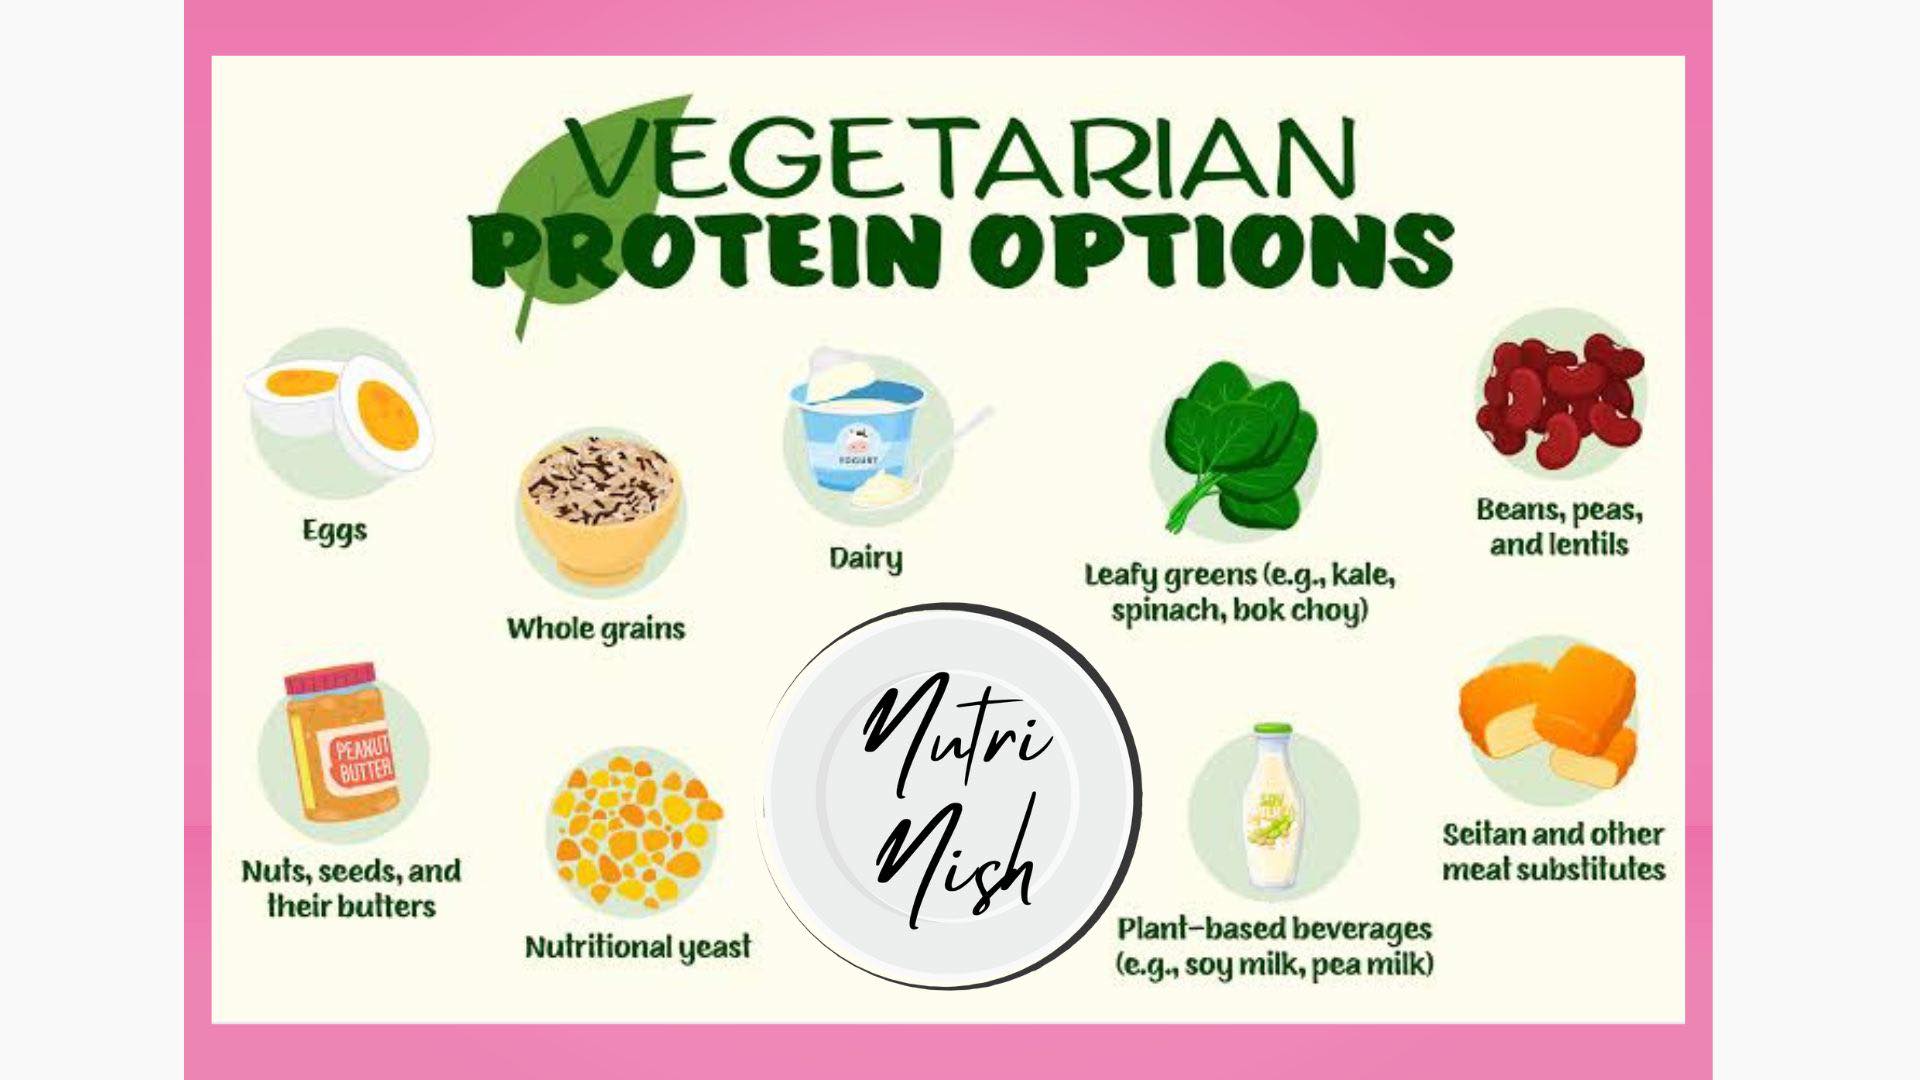 VEGETARIAN
PROTEIN OPTIONS
Eggs
Whole grains
YOGURT
Dairy
Leafy greens (e.g., kale,
spinach, bok choy)
Beans, peas,
and lentils
PEANUT
BUTTER
Nuts, seeds, and
their butters
Nutritional yeast
Nutri
Nish
SOY
Plant-based beverages
(e.g., soy milk, pea milk)
Seitan and other
meat substitutes